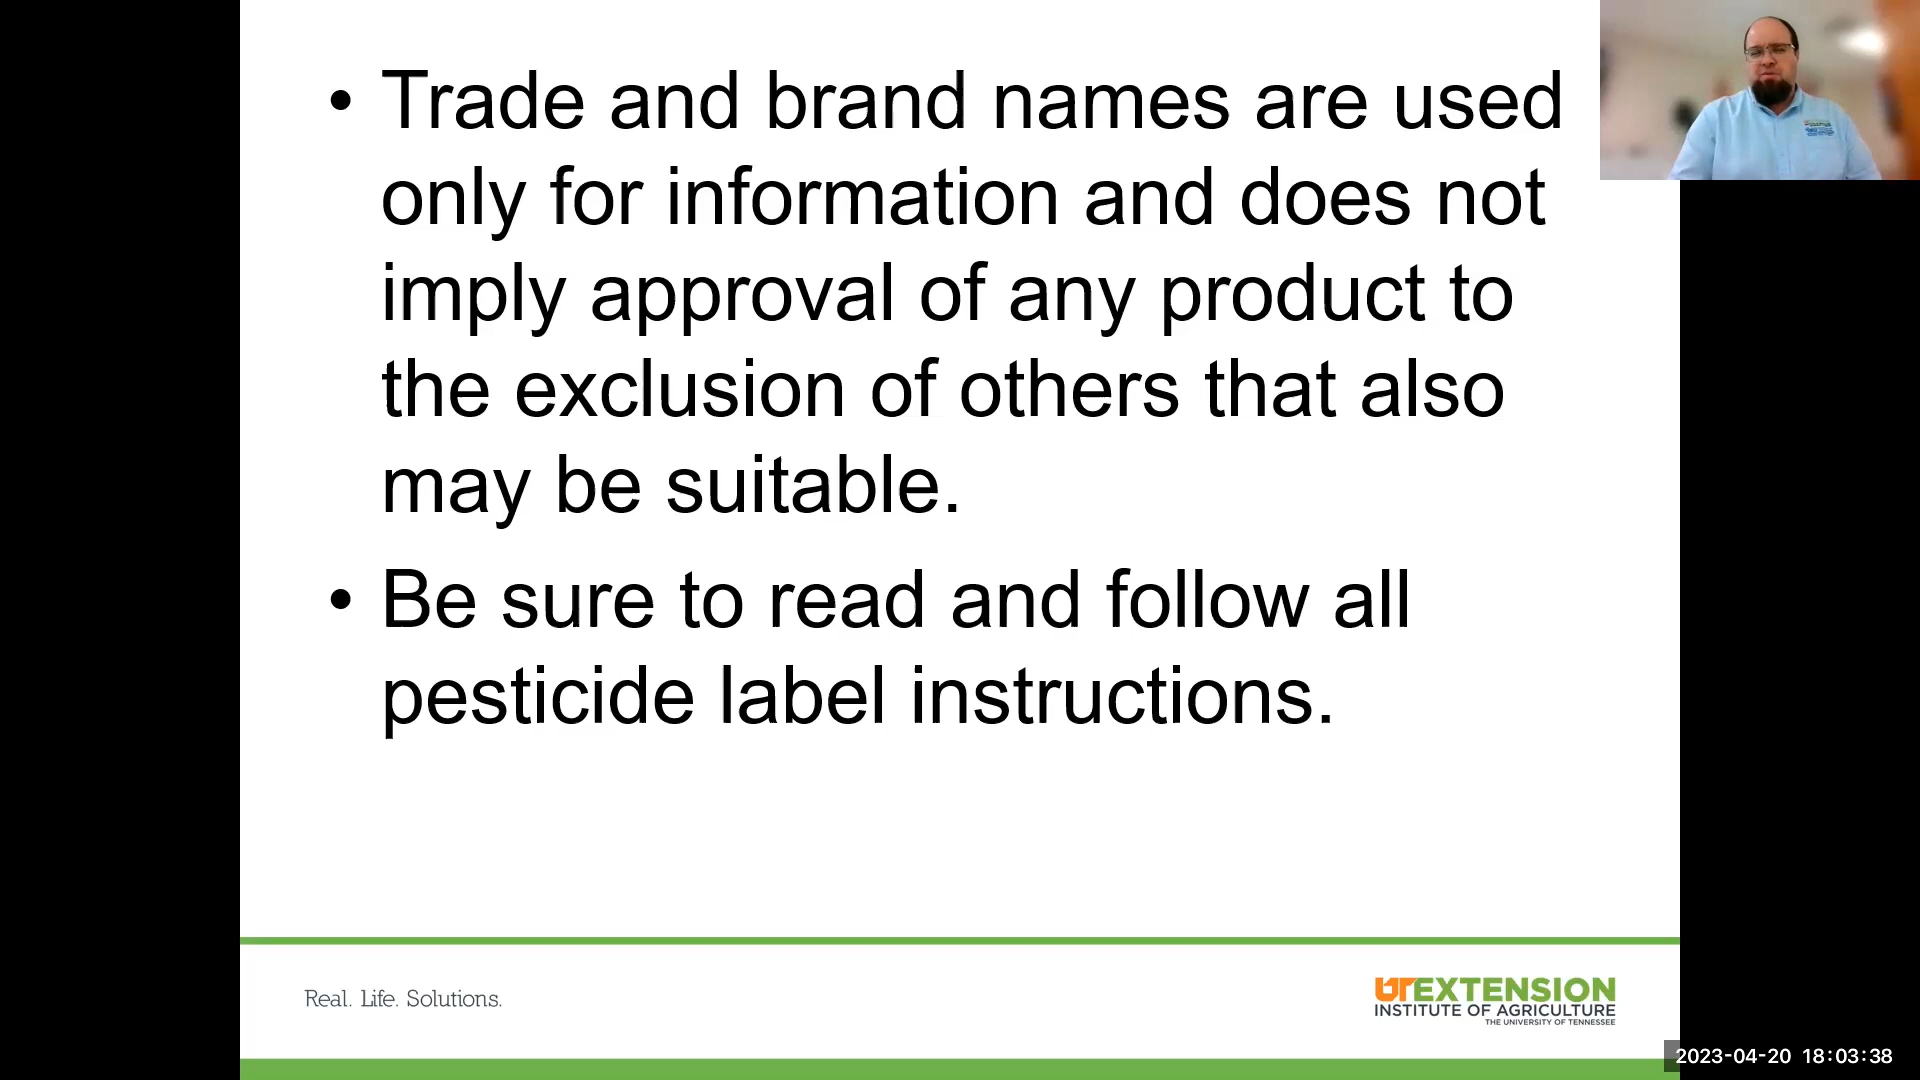 • Trade and brand names are used
only for information and does not
imply approval of any product to
the exclusion of others that also
may be suitable.
• Be sure to read and follow all
pesticide label instructions.
Real. Life. Solutions.
UTEXTENSION
INSTITUTE OF AGRICULTURE
THE UNIVERSITY OF TENNESSEE
2023-04-20 18:03:38